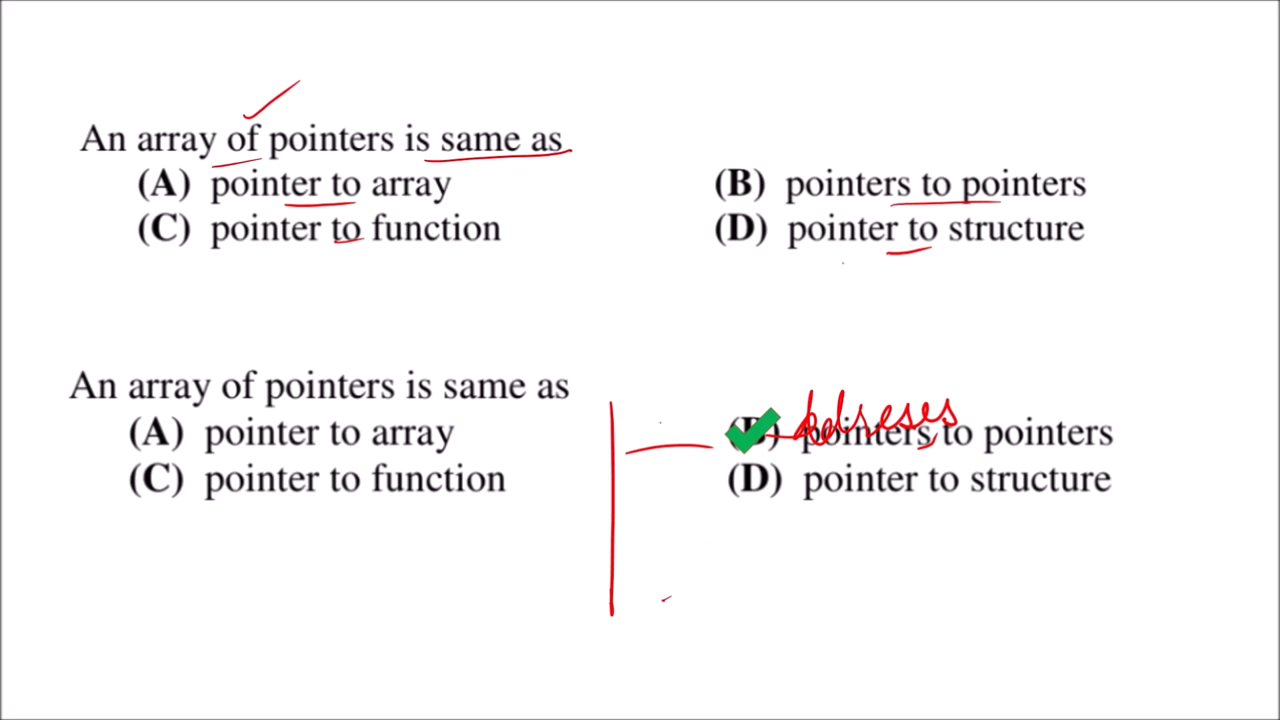 An array of pointers is same as
(A) pointer to array (B) pointers to pointers
(C) pointer to function (D) pointer to structure
An array of pointers is same as
(A) pointer to array (B) pointers to pointers
(C) pointer to function (D) pointer to structure